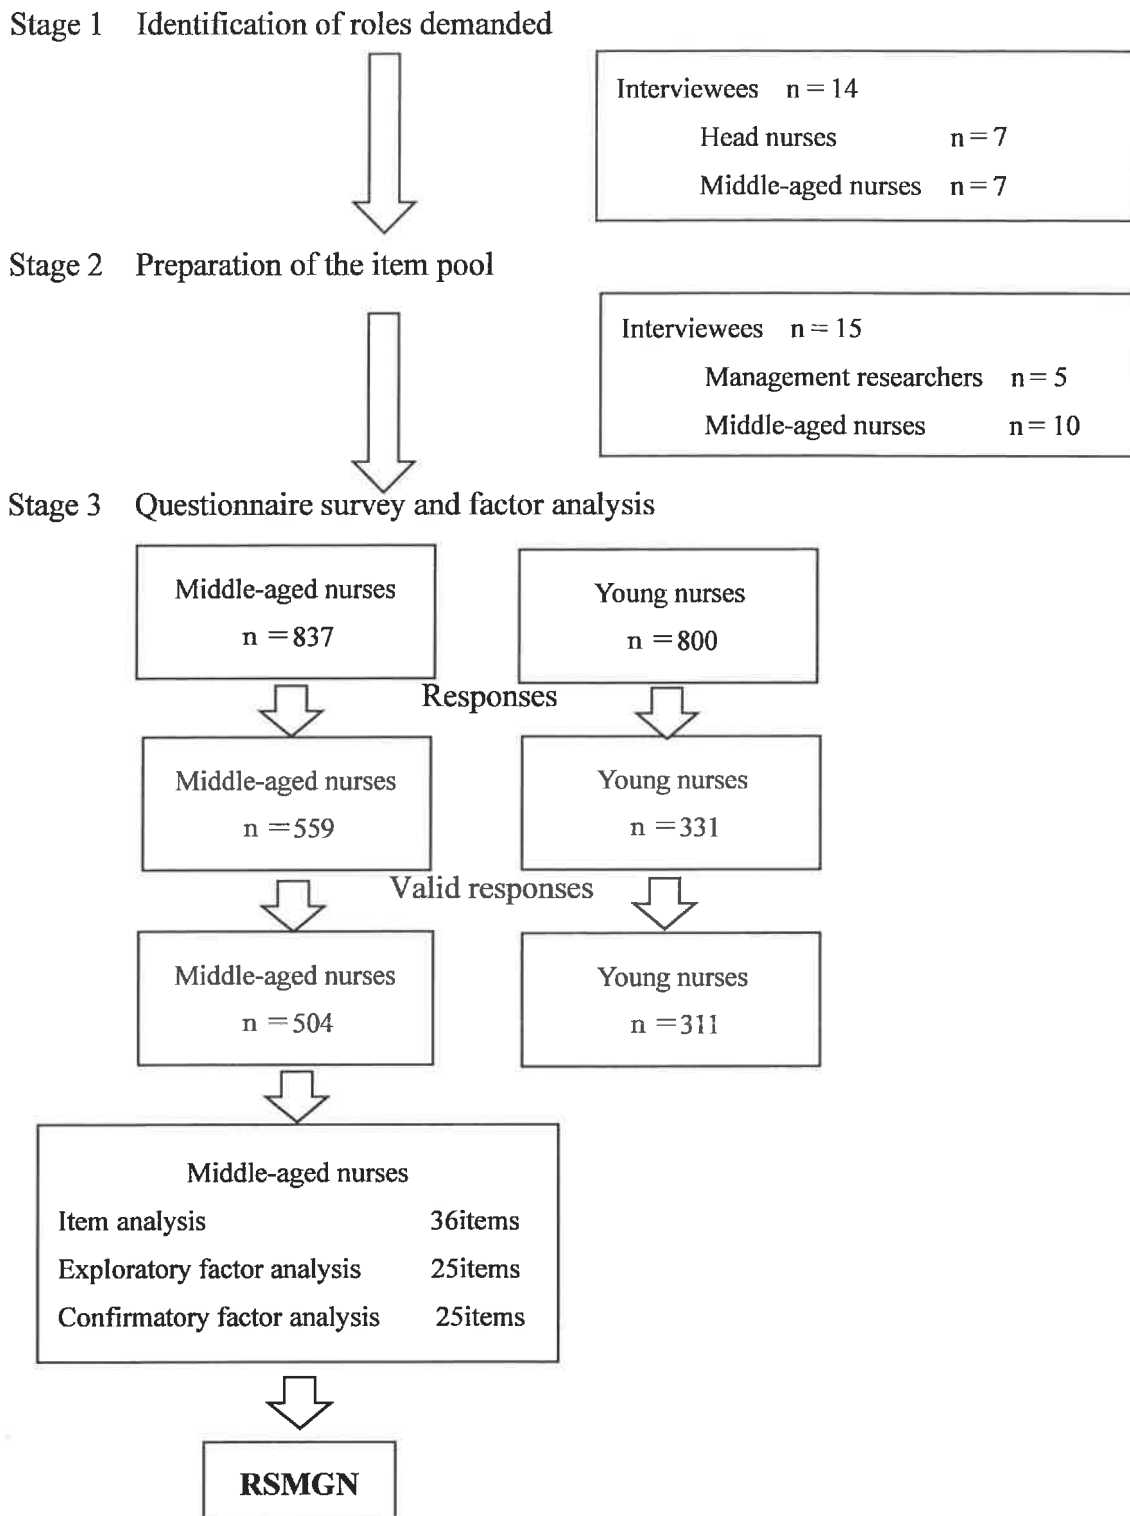 Stage 1 Identification of roles demanded
Interviewees n = 14
Head nurses n = 7
Middle-aged nurses n = 7
Stage 2 Preparation of the item pool
Interviewees n = 15
Management researchers n = 5
Middle-aged nurses n = 10
Stage 3 Questionnaire survey and factor analysis
Middle-aged nurses
n =837
Young nurses
n =800
Responses
Middle-aged nurses
n =559
Young nurses
n =331
Valid responses
Middle-aged nurses
n =504
Young nurses
n =311
Middle-aged nurses
Item analysis 36items
Exploratory factor analysis 25items
Confirmatory factor analysis 25items
RSMGN